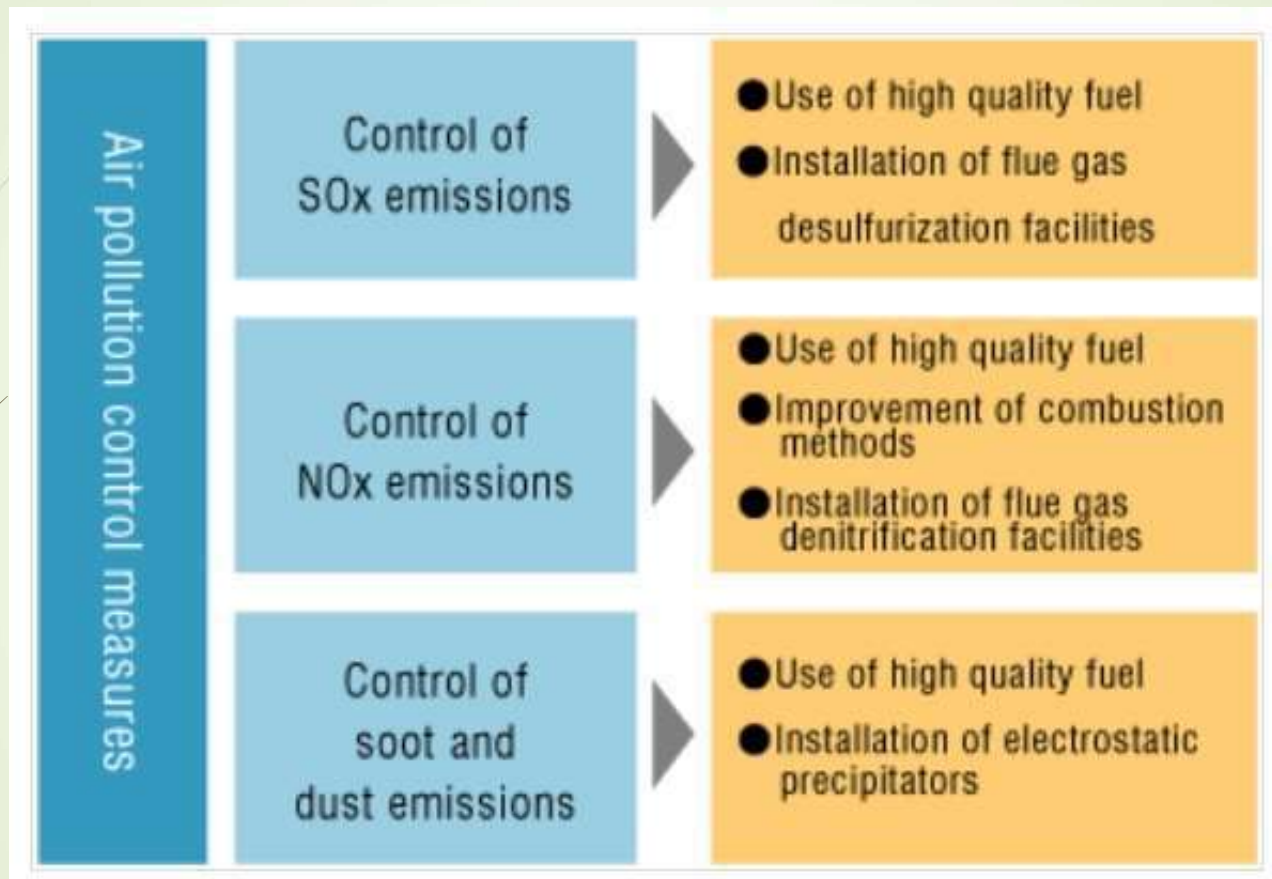 Air pollution control measures
Control of
SOx emissions
●Use of high quality fuel
●Installation of flue gas
desulfurization facilities
Control of
NOx emissions
●Use of high quality fuel
●Improvement of combustion
methods
●Installation of flue gas
denitrification facilities
Control of
soot and
dust emissions
●Use of high quality fuel
●Installation of electrostatic
precipitators